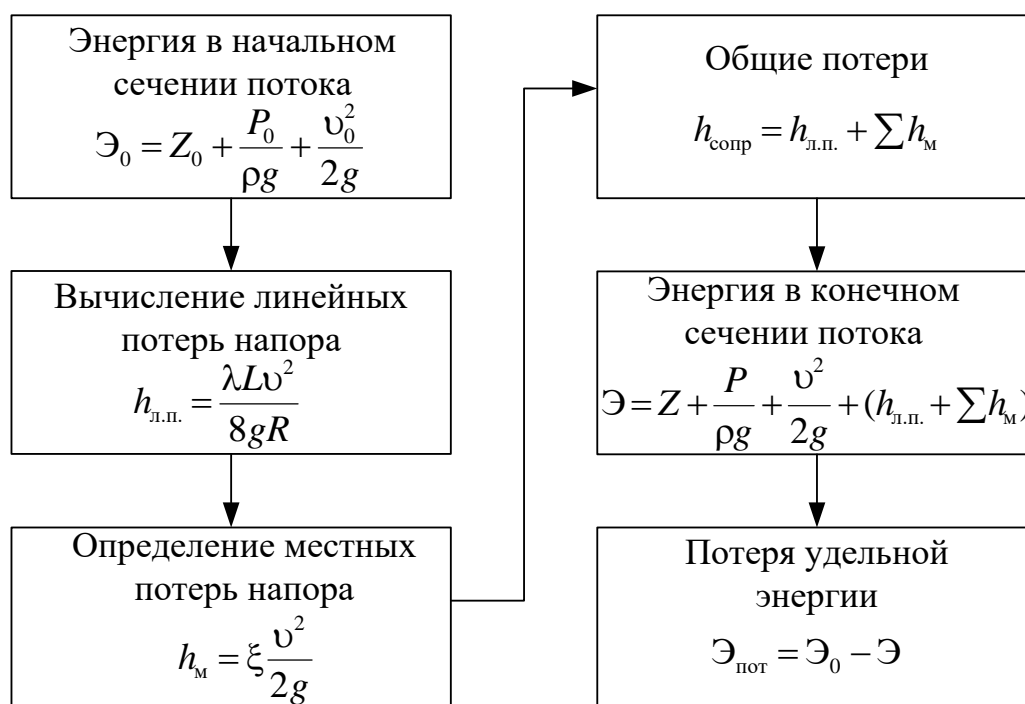 Энергия в начальном
сечении потока
Э₀ = Z₀ + P₀/ρg + υ₀²/2g
Вычисление линейных
потерь напора
hл.п. = λLυ²/8gR
Определение местных
потерь напора
hм = ξ υ²/2g
Общие потери
hсопр = hл.п. + ∑hм
Энергия в конечном
сечении потока
Э = Z + P/ρg + υ²/2g + (hл.п. + ∑hм)
Потеря удельной
энергии
Эпот = Э₀ − Э